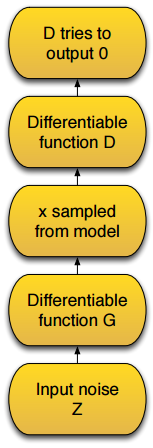 D tries to
output 0
Differentiable
function D
x sampled
from model
Differentiable
function G
Input noise
Z